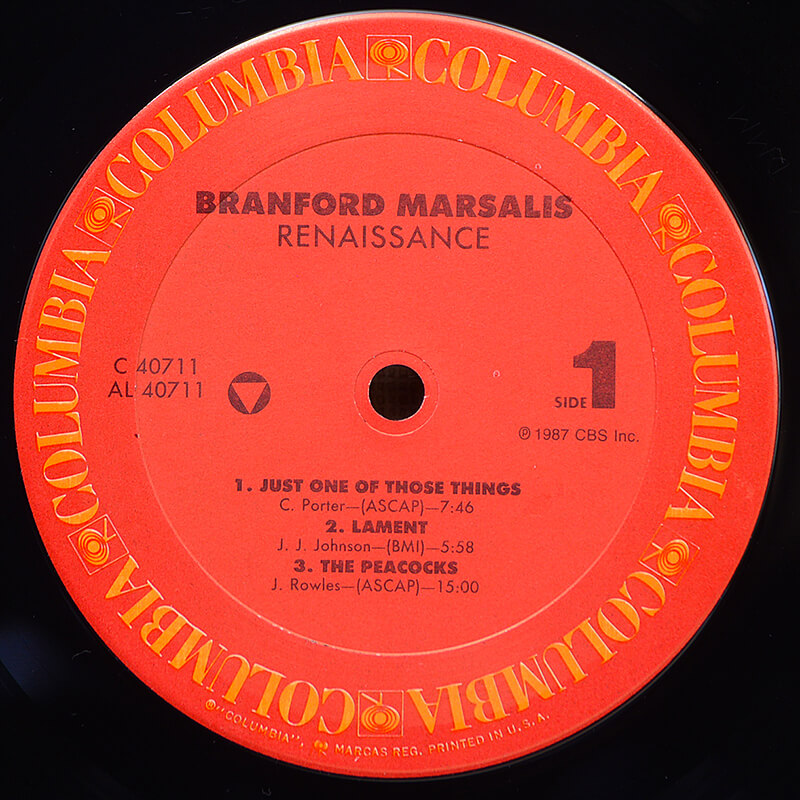 COLUMBIA COLUMBIA COLUMBIA COLUMBIA COLUMBIA COLUMBIA COLUMBIA COLUMBIA
BRANFORD MARSALIS
RENAISSANCE
C 40711
AL 40711
SIDE 1
℗ 1987 CBS Inc.
1. JUST ONE OF THOSE THINGS
C. Porter—(ASCAP)—7:46
2. LAMENT
J. J. Johnson—(BMI)—5:58
3. THE PEACOCKS
J. Rowles—(ASCAP)—15:00
®"COLUMBIA", MARCAS REG. PRINTED IN U.S.A.